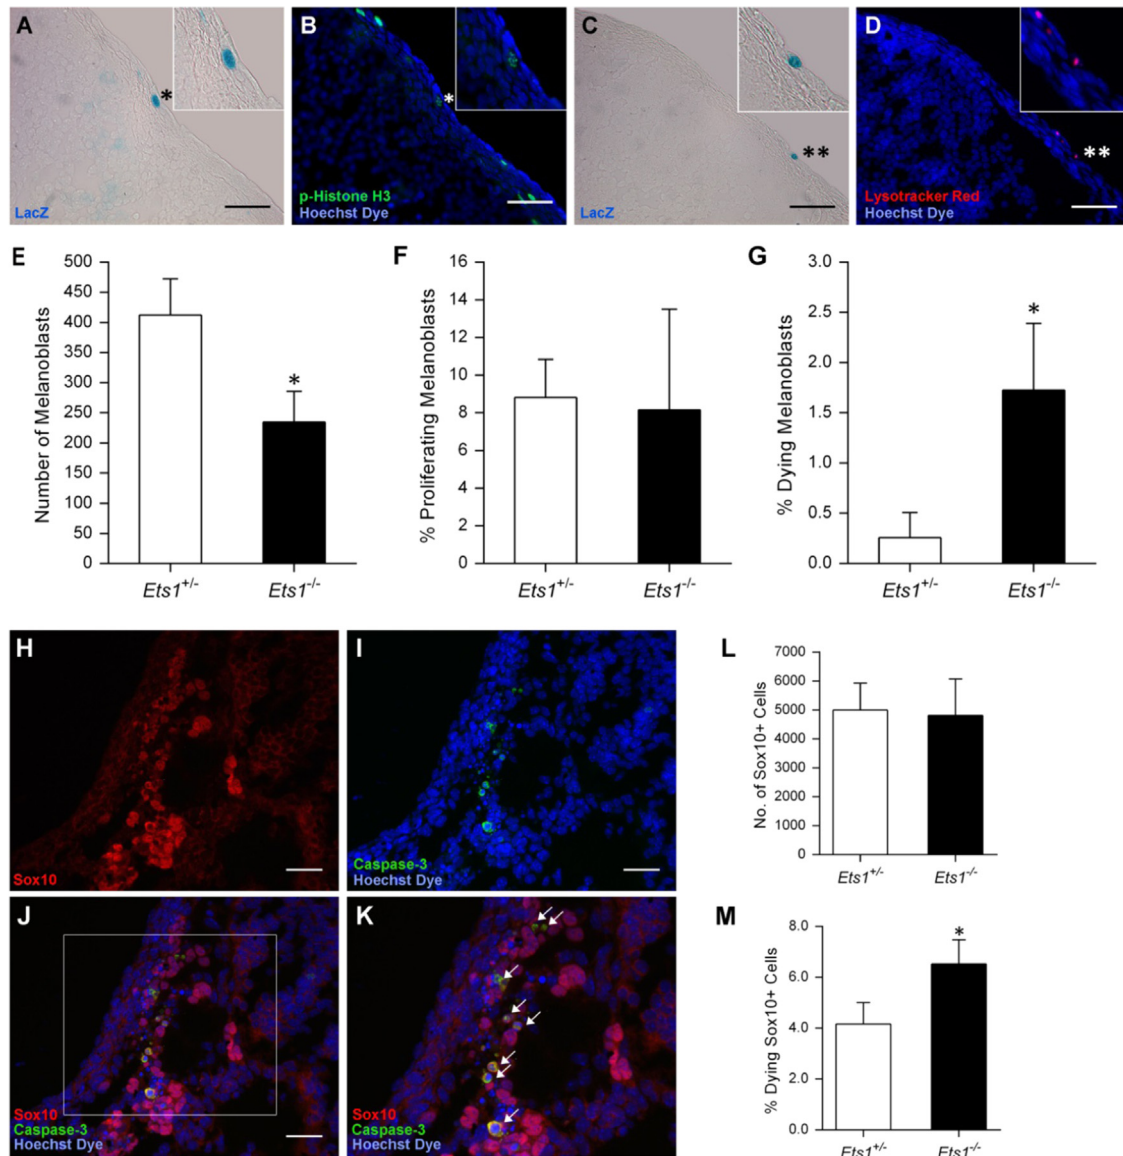 A
B
C
D
*
*
**
**
LacZ
p-Histone H3
Hoechst Dye
LacZ
Lysotracker Red
Hoechst Dye
E
Number of Melanoblasts
500
450
400
350
300
250
200
150
100
50
0
*
Ets1+/-
Ets1-/-
F
% Proliferating Melanoblasts
16
14
12
10
8
6
4
2
0
Ets1+/-
Ets1-/-
G
% Dying Melanoblasts
3.0
2.5
2.0
1.5
1.0
0.5
0.0
*
Ets1+/-
Ets1-/-
H
Sox10
I
Caspase-3
Hoechst Dye
J
Sox10
Caspase-3
Hoechst Dye
K
Sox10
Caspase-3
Hoechst Dye
L
No. of Sox10+ Cells
7000
6000
5000
4000
3000
2000
1000
0
Ets1+/-
Ets1-/-
M
% Dying Sox10+ Cells
8.0
6.0
4.0
2.0
0.0
*
Ets1+/-
Ets1-/-